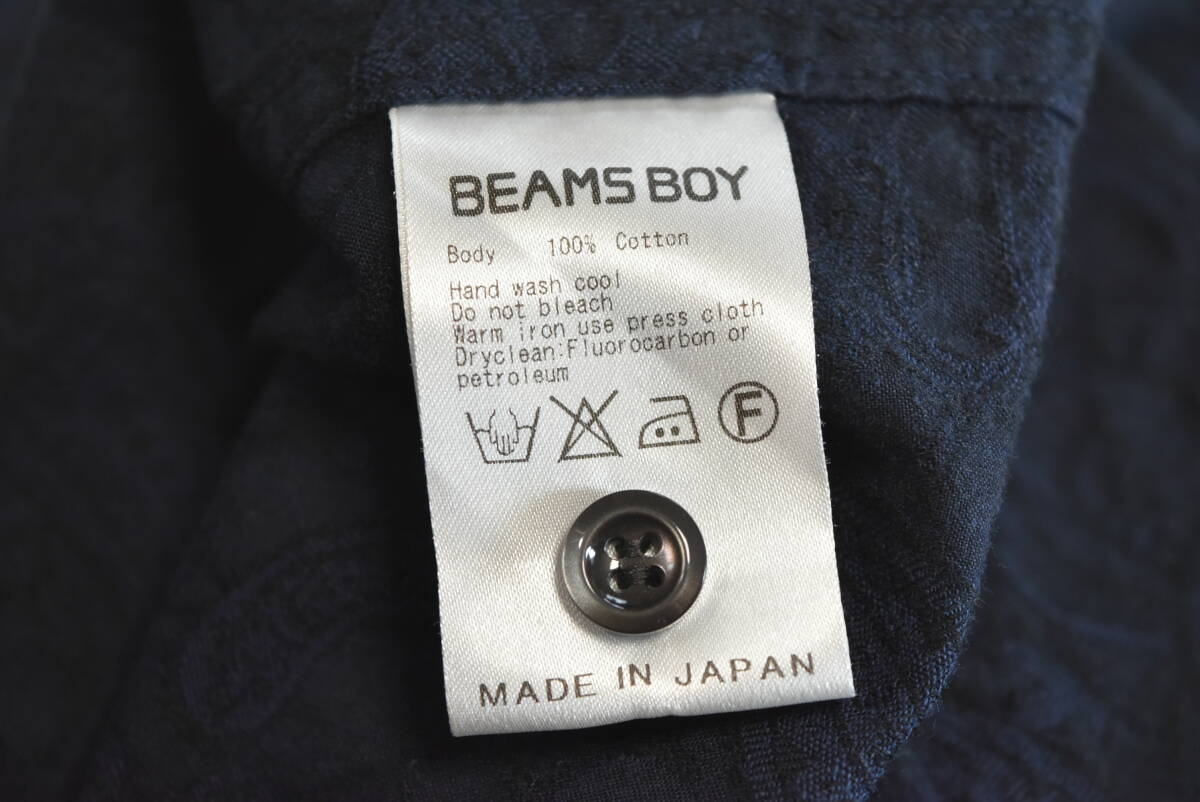 BEAMS BOY
Body 100% Cotton
Hand wash cool
Do not bleach
Warm iron use press cloth
Dryclean:Fluorocarbon or
petroleum
F
MADE IN JAPAN